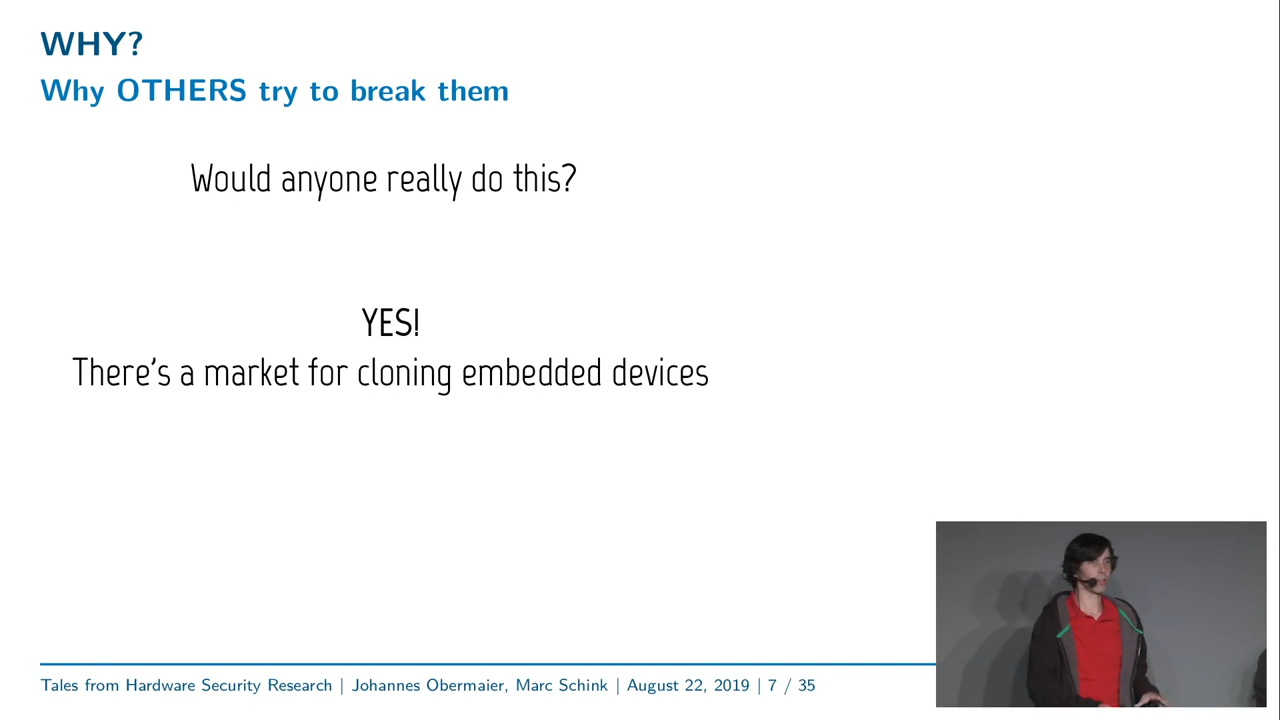 WHY?
Why OTHERS try to break them
Would anyone really do this?
YES!
There's a market for cloning embedded devices
Tales from Hardware Security Research | Johannes Obermaier, Marc Schink | August 22, 2019 | 7 / 35